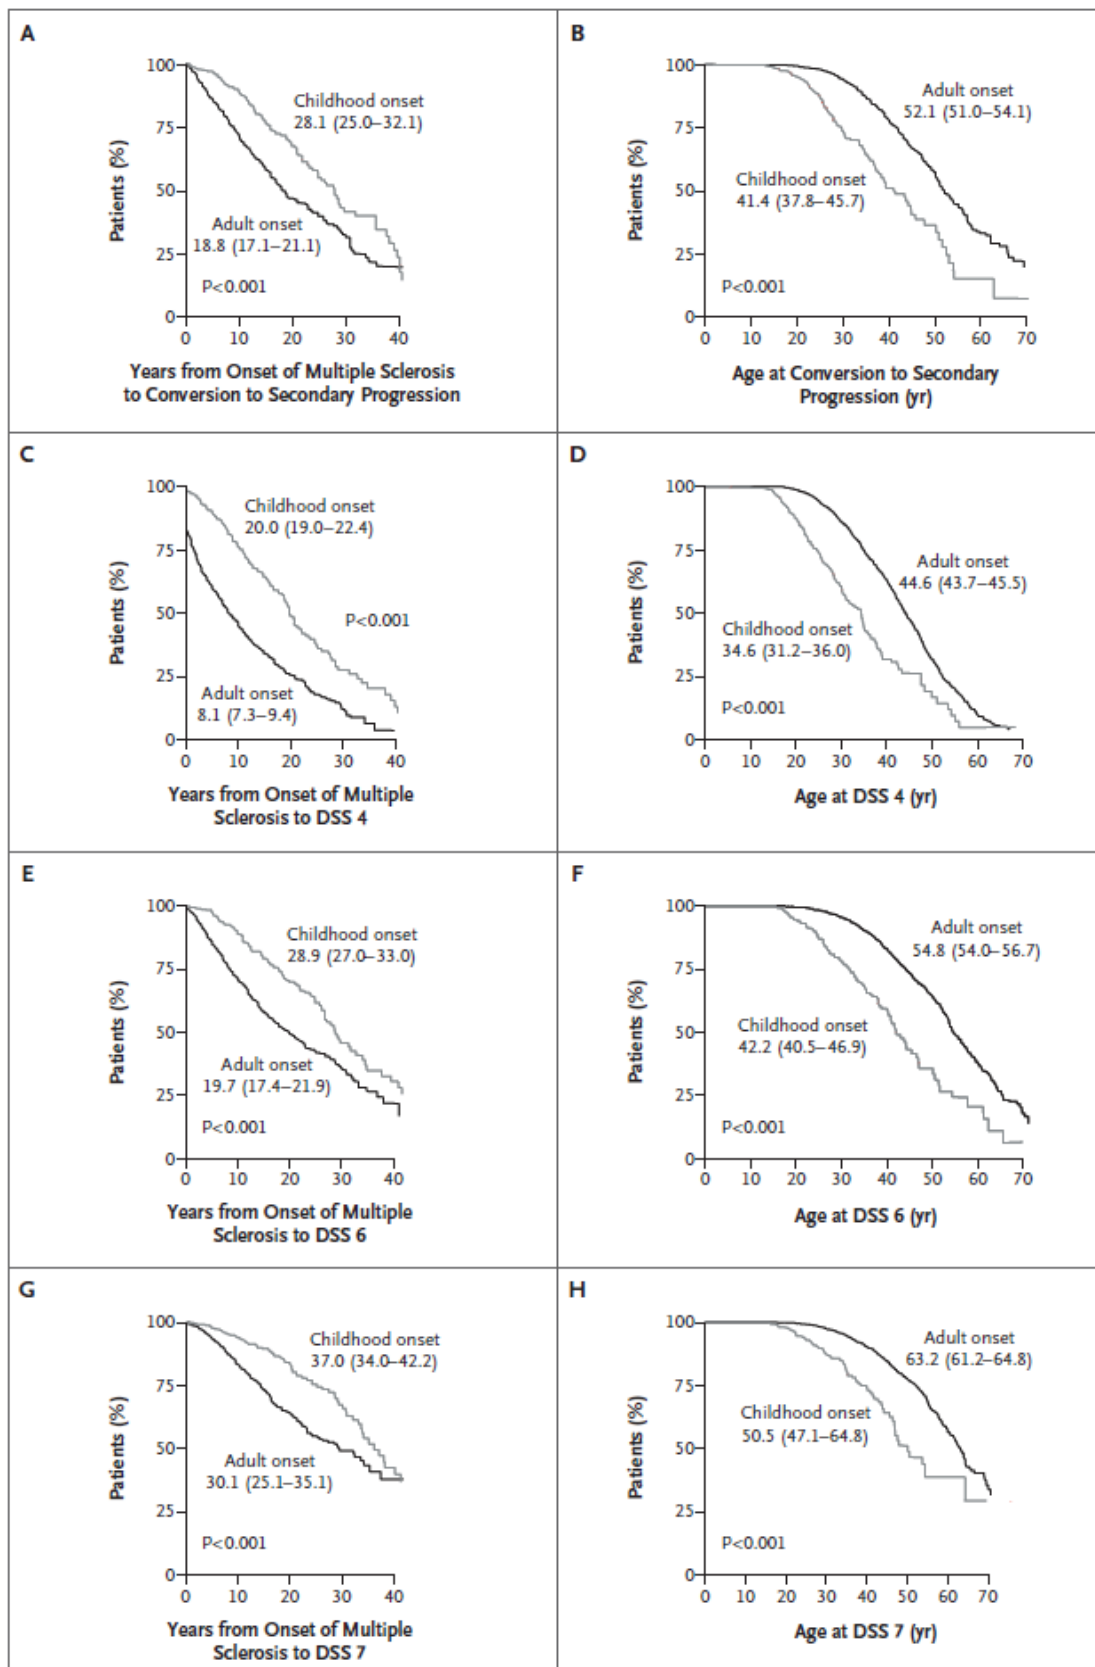 A
100
75
50
25
0
Patients (%)
Childhood onset
28.1 (25.0–32.1)
Adult onset
18.8 (17.1–21.1)
P<0.001
0 10 20 30 40
Years from Onset of Multiple Sclerosis
to Conversion to Secondary Progression
B
100
75
50
25
0
Patients (%)
Adult onset
52.1 (51.0–54.1)
Childhood onset
41.4 (37.8–45.7)
P<0.001
0 10 20 30 40 50 60 70
Age at Conversion to Secondary
Progression (yr)
C
100
75
50
25
0
Patients (%)
Childhood onset
20.0 (19.0–22.4)
P<0.001
Adult onset
8.1 (7.3–9.4)
0 10 20 30 40
Years from Onset of Multiple
Sclerosis to DSS 4
D
100
75
50
25
0
Patients (%)
Adult onset
44.6 (43.7–45.5)
Childhood onset
34.6 (31.2–36.0)
P<0.001
0 10 20 30 40 50 60 70
Age at DSS 4 (yr)
E
100
75
50
25
0
Patients (%)
Childhood onset
28.9 (27.0–33.0)
Adult onset
19.7 (17.4–21.9)
P<0.001
0 10 20 30 40
Years from Onset of Multiple
Sclerosis to DSS 6
F
100
75
50
25
0
Patients (%)
Adult onset
54.8 (54.0–56.7)
Childhood onset
42.2 (40.5–46.9)
P<0.001
0 10 20 30 40 50 60 70
Age at DSS 6 (yr)
G
100
75
50
25
0
Patients (%)
Childhood onset
37.0 (34.0–42.2)
Adult onset
30.1 (25.1–35.1)
P<0.001
0 10 20 30 40
Years from Onset of Multiple
Sclerosis to DSS 7
H
100
75
50
25
0
Patients (%)
Adult onset
63.2 (61.2–64.8)
Childhood onset
50.5 (47.1–64.8)
P<0.001
0 10 20 30 40 50 60 70
Age at DSS 7 (yr)